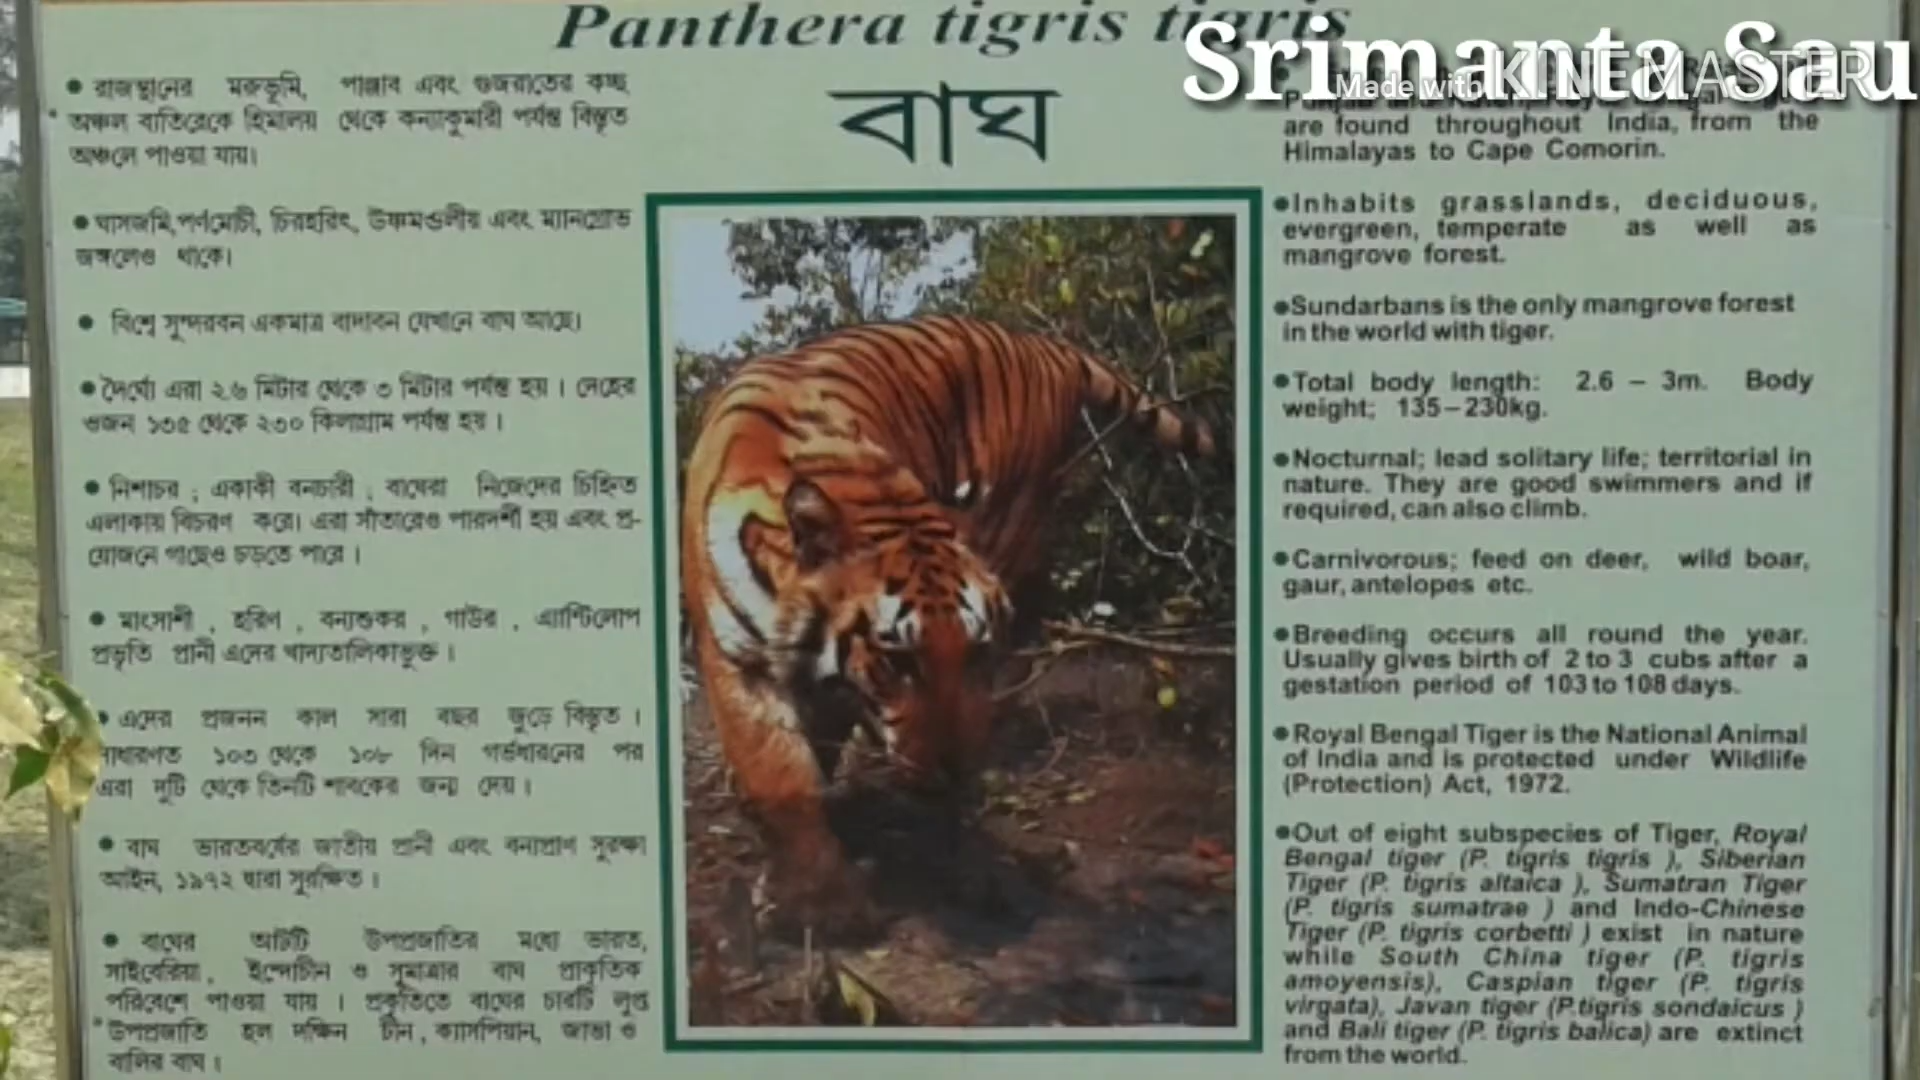 Panthera tigris tigris
Srimanta Sau
Made with KINEMASTER
বাঘ
● রাজস্থানের মরুভূমি, পাঞ্জাব এবং গুজরাতের কচ্ছ
অঞ্চল ব্যতিরেকে হিমালয় থেকে কন্যাকুমারী পর্যন্ত বিস্তৃত
অঞ্চলে পাওয়া যায়।
● ঘাসজমি,পর্ণমোচী, চিরহরিৎ, উষ্ণমণ্ডলীয় এবং ম্যানগ্রোভ
জঙ্গলেও থাকে।
● বিশ্বে সুন্দরবন একমাত্র বাদাবন যেখানে বাঘ আছে।
● দৈর্ঘ্যে এরা ২.৬ মিটার থেকে ৩ মিটার পর্যন্ত হয় । দেহের
ওজন ১৩৫ থেকে ২৩০ কিলাগ্রাম পর্যন্ত হয় ।
● নিশাচর ; একাকী বনচারী ; বাঘেরা নিজেদের চিহ্নিত
এলাকায় বিচরণ করে। এরা সাঁতারেও পারদর্শী হয় এবং প্র-
য়োজনে গাছেও চড়তে পারে ।
● মাংসাশী , হরিণ , বন্যশুকর , গাউর , এ্যান্টিলোপ
প্রভৃতি প্রানী এদের খাদ্যতালিকাভুক্ত ।
● এদের প্রজনন কাল সারা বছর জুড়ে বিস্তৃত ।
সাধারণত ১০৩ থেকে ১০৮ দিন গর্ভধারনের পর
এরা দুটি থেকে তিনটি শাবকের জন্ম দেয় ।
● বাঘ ভারতবর্ষের জাতীয় প্রানী এবং বন্যপ্রাণ সুরক্ষা
আইন, ১৯৭২ দ্বারা সুরক্ষিত ।
● বাঘের আটটি উপপ্রজাতির মধ্যে ভারত,
সাইবেরিয়া, ইন্দোচীন ও সুমাত্রার বাঘ প্রাকৃতিক
পরিবেশে পাওয়া যায় । প্রকৃতিতে বাঘের চারটি লুপ্ত
উপপ্রজাতি হল দক্ষিন চীন , ক্যাসপিয়ান, জাভা ও
বালির বাঘ ।
are found throughout India, from the
Himalayas to Cape Comorin.
●Inhabits grasslands, deciduous,
evergreen, temperate as well as
mangrove forest.
●Sundarbans is the only mangrove forest
in the world with tiger.
●Total body length: 2.6 – 3m. Body
weight; 135–230kg.
●Nocturnal; lead solitary life; territorial in
nature. They are good swimmers and if
required, can also climb.
●Carnivorous; feed on deer, wild boar,
gaur, antelopes etc.
●Breeding occurs all round the year.
Usually gives birth of 2 to 3 cubs after a
gestation period of 103 to 108 days.
●Royal Bengal Tiger is the National Animal
of India and is protected under Wildlife
(Protection) Act, 1972.
●Out of eight subspecies of Tiger, Royal
Bengal tiger (P. tigris tigris ), Siberian
Tiger (P. tigris altaica ), Sumatran Tiger
(P. tigris sumatrae ) and Indo-Chinese
Tiger (P. tigris corbetti ) exist in nature
while South China tiger (P. tigris
amoyensis), Caspian tiger (P. tigris
virgata), Javan tiger (P.tigris sondaicus )
and Bali tiger (P. tigris balica) are extinct
from the world.